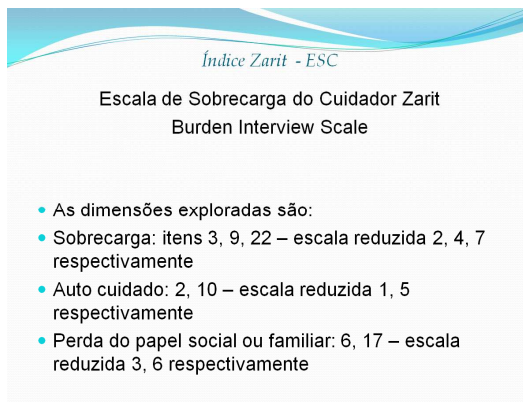 Índice Zarit - ESC
Escala de Sobrecarga do Cuidador Zarit
Burden Interview Scale
As dimensões exploradas são:
Sobrecarga: itens 3, 9, 22 – escala reduzida 2, 4, 7
respectivamente
Auto cuidado: 2, 10 – escala reduzida 1, 5
respectivamente
Perda do papel social ou familiar: 6, 17 – escala
reduzida 3, 6 respectivamente